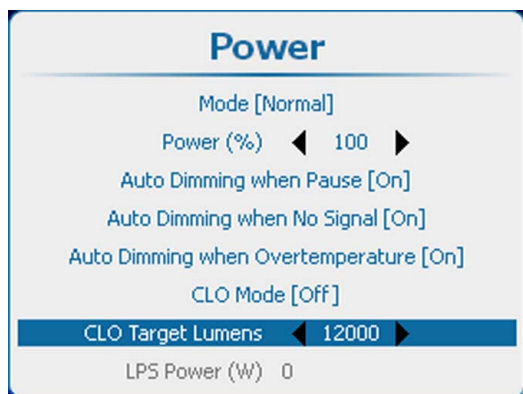 Power
Mode [Normal]
Power (%) 100
Auto Dimming when Pause [On]
Auto Dimming when No Signal [On]
Auto Dimming when Overtemperature [On]
CLO Mode [Off]
CLO Target Lumens 12000
LPS Power (W) 0